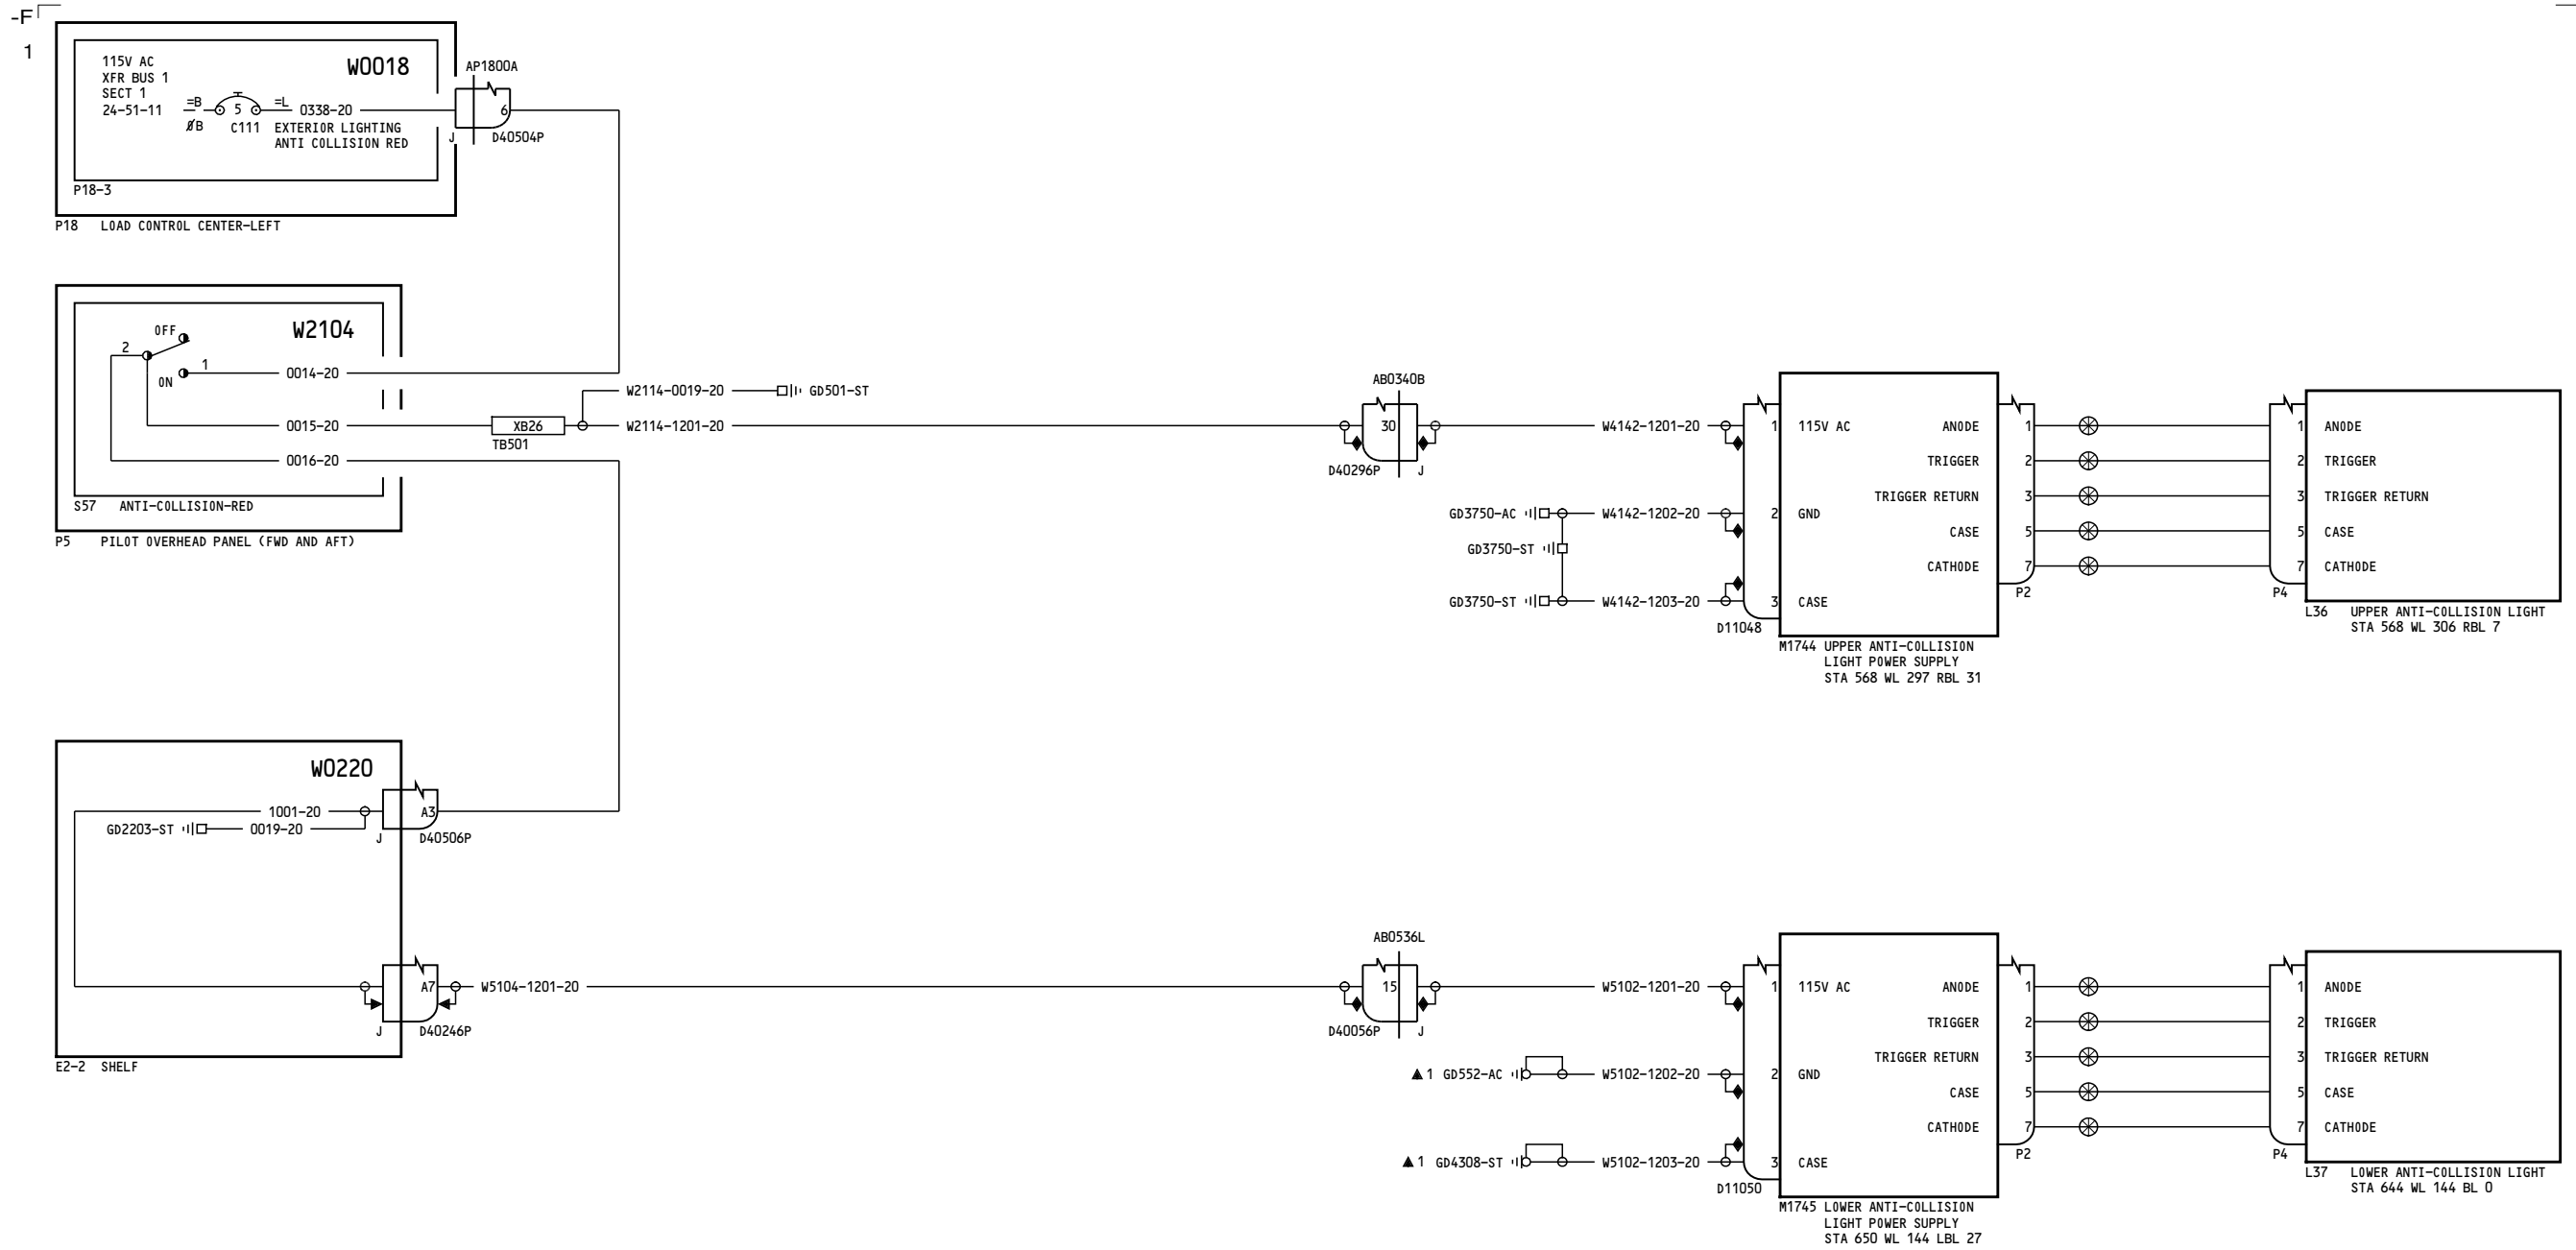 -F
1
115V AC
XFR BUS 1
SECT 1
24-51-11
W0018
=B
ØB
5
C111
=L
0338-20
EXTERIOR LIGHTING
ANTI COLLISION RED
P18-3
P18 LOAD CONTROL CENTER-LEFT
AP1800A
6
J
D40504P
W2104
OFF
2
ON
1
0014-20
0015-20
0016-20
S57 ANTI-COLLISION-RED
P5 PILOT OVERHEAD PANEL (FWD AND AFT)
XB26
TB501
W2114-0019-20
GD501-ST
W2114-1201-20
AB0340B
30
D40296P
J
W4142-1201-20
GD3750-AC
W4142-1202-20
GD3750-ST
GD3750-ST
W4142-1203-20
D11048
1 115V AC
2 GND
3 CASE
ANODE 1
TRIGGER 2
TRIGGER RETURN 3
CASE 5
CATHODE 7
P2
M1744 UPPER ANTI-COLLISION
LIGHT POWER SUPPLY
STA 568 WL 297 RBL 31
1 ANODE
2 TRIGGER
3 TRIGGER RETURN
5 CASE
7 CATHODE
P4
L36 UPPER ANTI-COLLISION LIGHT
STA 568 WL 306 RBL 7
W0220
1001-20
GD2203-ST
0019-20
A3
J
D40506P
A7
J
D40246P
E2-2 SHELF
W5104-1201-20
AB0536L
15
D40056P
J
W5102-1201-20
1 GD552-AC
W5102-1202-20
1 GD4308-ST
W5102-1203-20
D11050
1 115V AC
2 GND
3 CASE
ANODE 1
TRIGGER 2
TRIGGER RETURN 3
CASE 5
CATHODE 7
P2
M1745 LOWER ANTI-COLLISION
LIGHT POWER SUPPLY
STA 650 WL 144 LBL 27
1 ANODE
2 TRIGGER
3 TRIGGER RETURN
5 CASE
7 CATHODE
P4
L37 LOWER ANTI-COLLISION LIGHT
STA 644 WL 144 BL 0